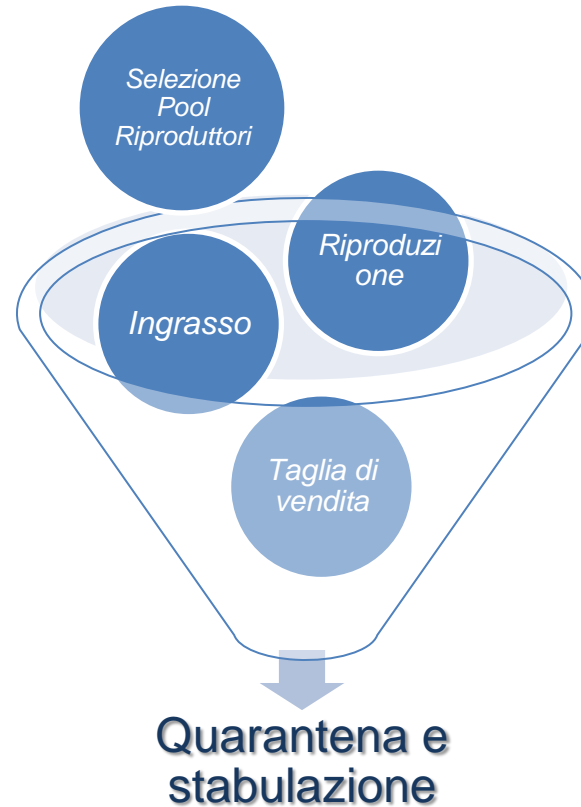 Selezione
Pool
Riproduttori
Riproduzi
one
Ingrasso
Taglia di
vendita
Quarantena e
stabulazione